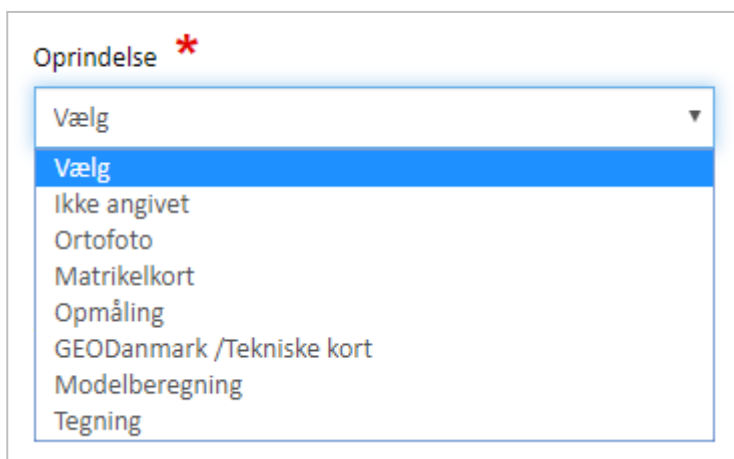 Oprindelse *
Vælg
Vælg
Ikke angivet
Ortofoto
Matrikelkort
Opmåling
GEODanmark /Tekniske kort
Modelberegning
Tegning